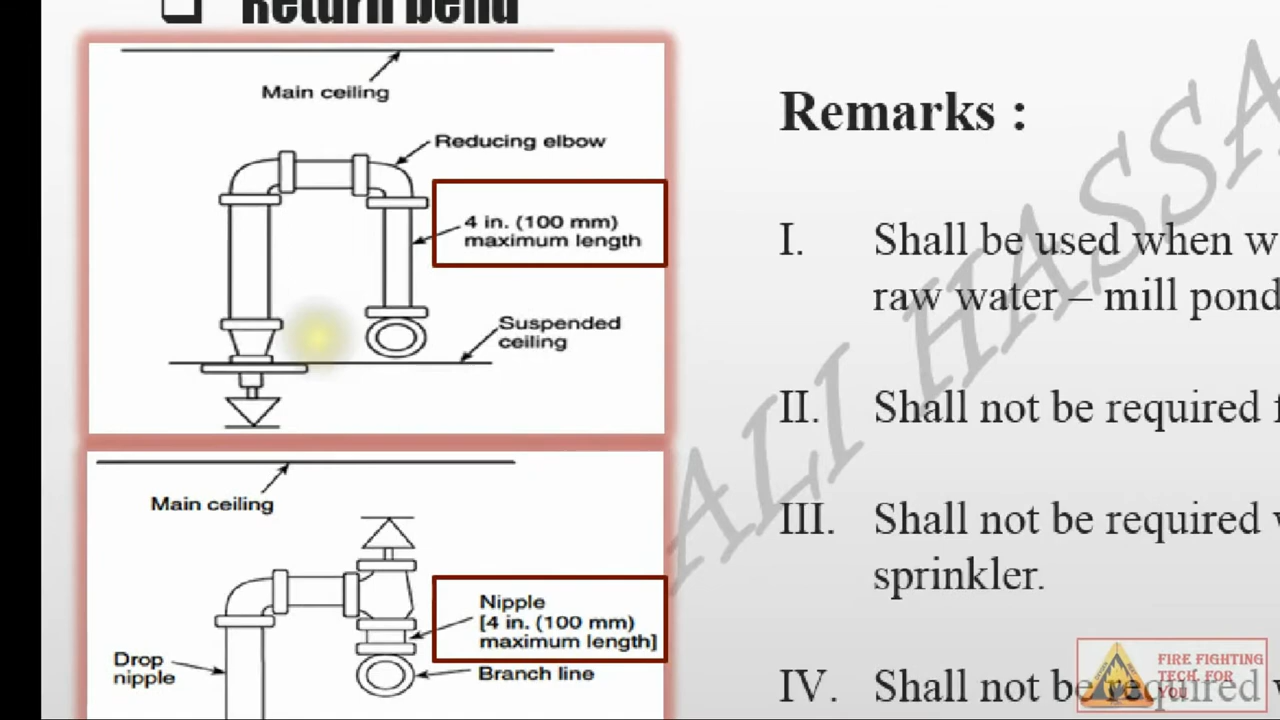 Return bend
Main ceiling
Reducing elbow
4 in. (100 mm)
maximum length
Suspended
ceiling
Main ceiling
Nipple
[4 in. (100 mm)
maximum length]
Drop
nipple
Branch line
Remarks :
I. Shall be used when
raw water – mill pond
II. Shall not be required
III. Shall not be required
sprinkler.
IV. Shall not be required
ALI HASSA
FIRE FIGHTING
TECH. FOR
YOU